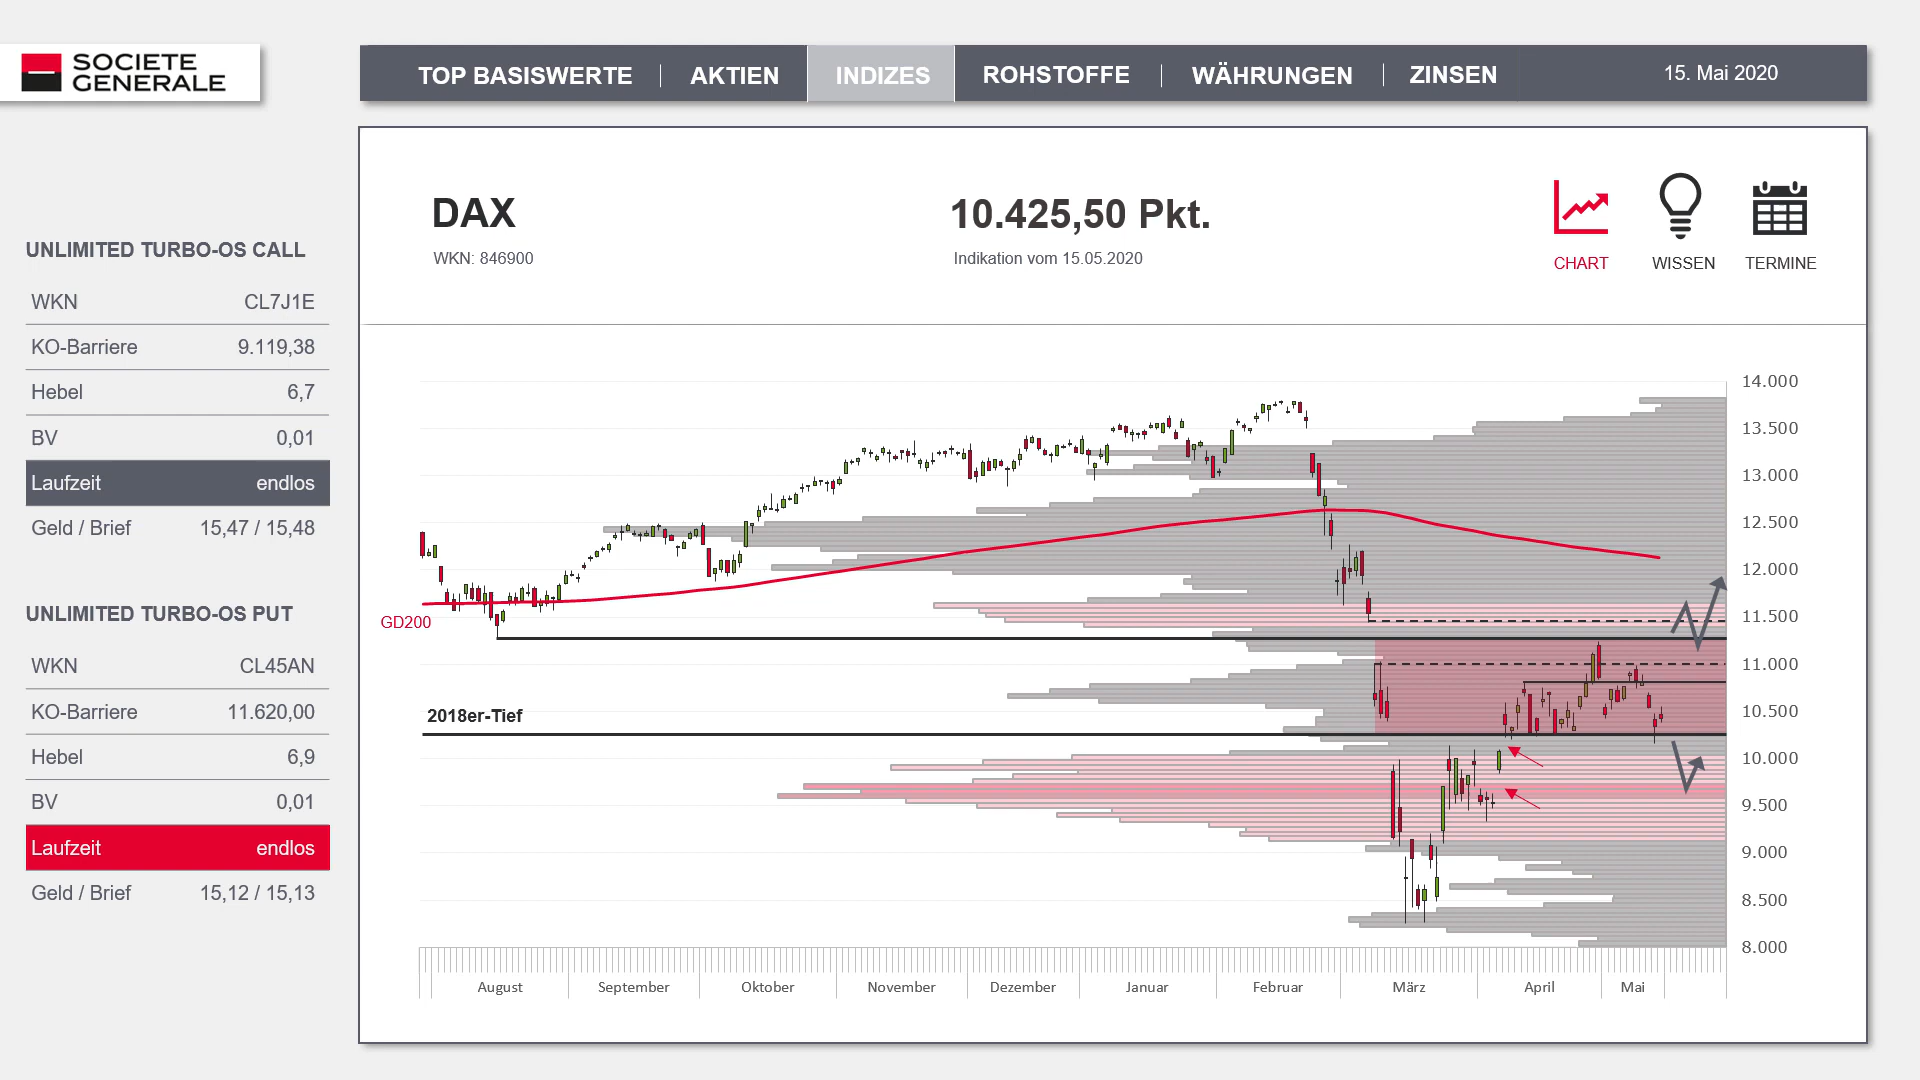 SOCIETE
GENERALE
TOP BASISWERTE
AKTIEN
INDIZES
ROHSTOFFE
WÄHRUNGEN
ZINSEN
15. Mai 2020
DAX
WKN: 846900
10.425,50 Pkt.
Indikation vom 15.05.2020
CHART
WISSEN
TERMINE
UNLIMITED TURBO-OS CALL
WKN CL7J1E
KO-Barriere 9.119,38
Hebel 6,7
BV 0,01
Laufzeit endlos
Geld / Brief 15,47 / 15,48
UNLIMITED TURBO-OS PUT
WKN CL45AN
KO-Barriere 11.620,00
Hebel 6,9
BV 0,01
Laufzeit endlos
Geld / Brief 15,12 / 15,13
GD200
2018er-Tief
14.000
13.500
13.000
12.500
12.000
11.500
11.000
10.500
10.000
9.500
9.000
8.500
8.000
August
September
Oktober
November
Dezember
Januar
Februar
März
April
Mai